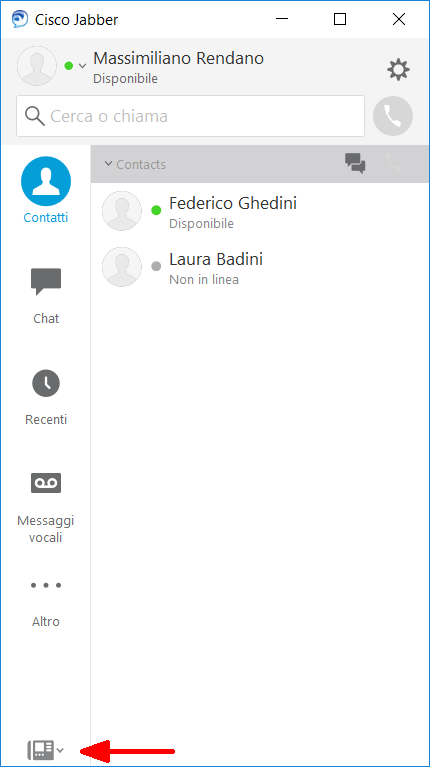 Cisco Jabber
Massimiliano Rendano
Disponibile
Cerca o chiama
Contatti
Contacts
Federico Ghedini
Disponibile
Laura Badini
Non in linea
Chat
Recenti
Messaggi
vocali
Altro